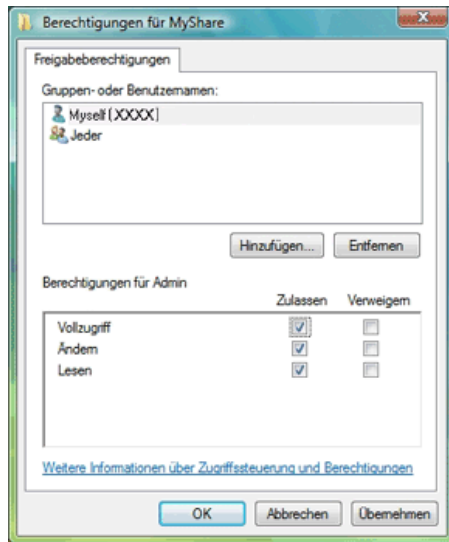 Berechtigungen für MyShare
Freigabeberechtigungen
Gruppen- oder Benutzernamen:
Myself [XXXX]
Jeder
Hinzufügen... Entfernen
Berechtigungen für Admin
Zulassen Verweigern
Vollzugriff
Ändern
Lesen
Weitere Informationen über Zugriffssteuerung und Berechtigungen
OK Abbrechen Übernehmen